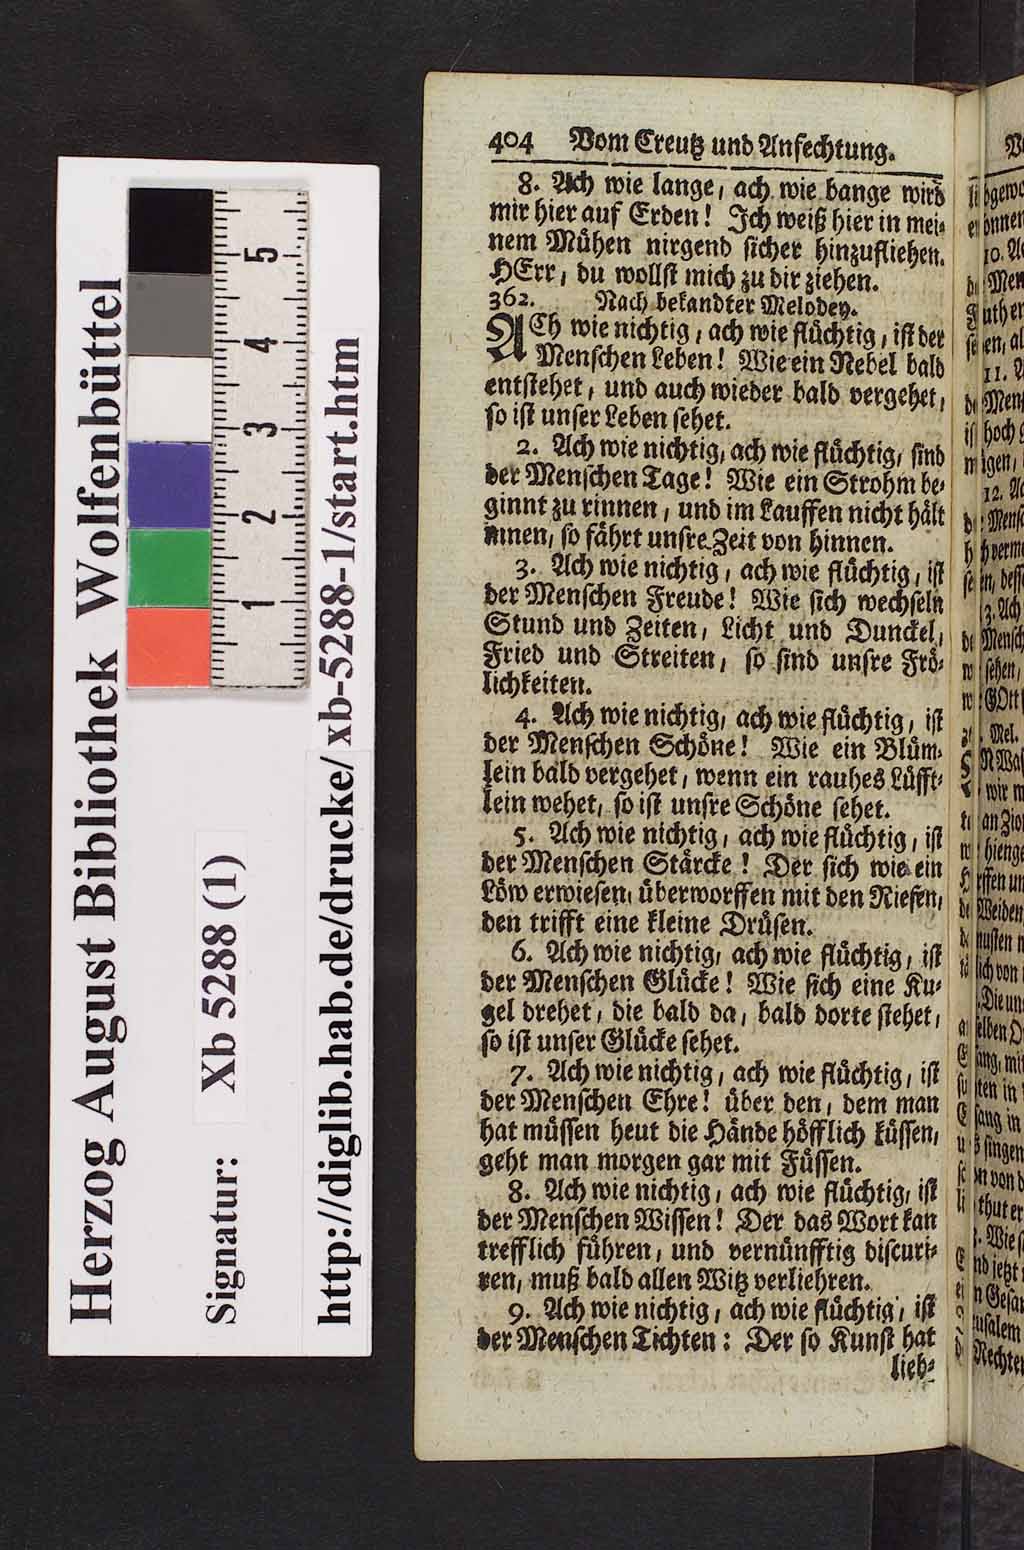 404 Vom Creutz und Anfechtung.
8. Ach wie lange, ach wie bange wird
mir hier auf Erden! Ich weiß hier in mei-
nem Mühen nirgend sicher hinzufliehen.
HErr, du wollst mich zu dir ziehen.
362. Nach bekandter Melodey.
ACh wie nichtig, ach wie flüchtig, ist der
Menschen Leben! Wie ein Nebel bald
entstehet, und auch wieder bald vergehet,
so ist unser Leben sehet.
2. Ach wie nichtig, ach wie flüchtig, sind
der Menschen Tage! Wie ein Strohm be-
ginnt zu rinnen, und im Lauffen nicht hält
innen, so fährt unsre Zeit von hinnen.
3. Ach wie nichtig, ach wie flüchtig, ist
der Menschen Freude! Wie sich wechseln
Stund und Zeiten, Licht und Dunckel,
Fried und Streiten, so sind unsre Frö-
lichkeiten.
4. Ach wie nichtig, ach wie flüchtig, ist
der Menschen Schöne! Wie ein Blüm-
lein bald vergehet, wenn ein rauhes Lüfft-
lein wehet, so ist unsre Schöne sehet.
5. Ach wie nichtig, ach wie flüchtig, ist
der Menschen Stärcke! Der sich wie ein
Löw erwiesen, überworffen mit den Riesen,
den trifft eine kleine Drüsen.
6. Ach wie nichtig, ach wie flüchtig, ist
der Menschen Glücke! Wie sich eine Ku-
gel drehet, die bald da, bald dorte stehet,
so ist unser Glücke sehet.
7. Ach wie nichtig, ach wie flüchtig, ist
der Menschen Ehre! über den, dem man
hat müssen heut die Hände höfflich küssen,
geht man morgen gar mit Füssen.
8. Ach wie nichtig, ach wie flüchtig, ist
der Menschen Wissen! Der das Wort kan
trefflich führen, und vernünfftig discuri-
ren, muß bald allen Witz verliehren.
9. Ach wie nichtig, ach wie flüchtig, ist
der Menschen Tichten: Der so Kunst hat
lieb-
Herzog August Bibliothek Wolfenbüttel
Signatur: Xb 5288 (1)
http://diglib.hab.de/drucke/xb-5288-1/start.htm
1 2 3 4 5